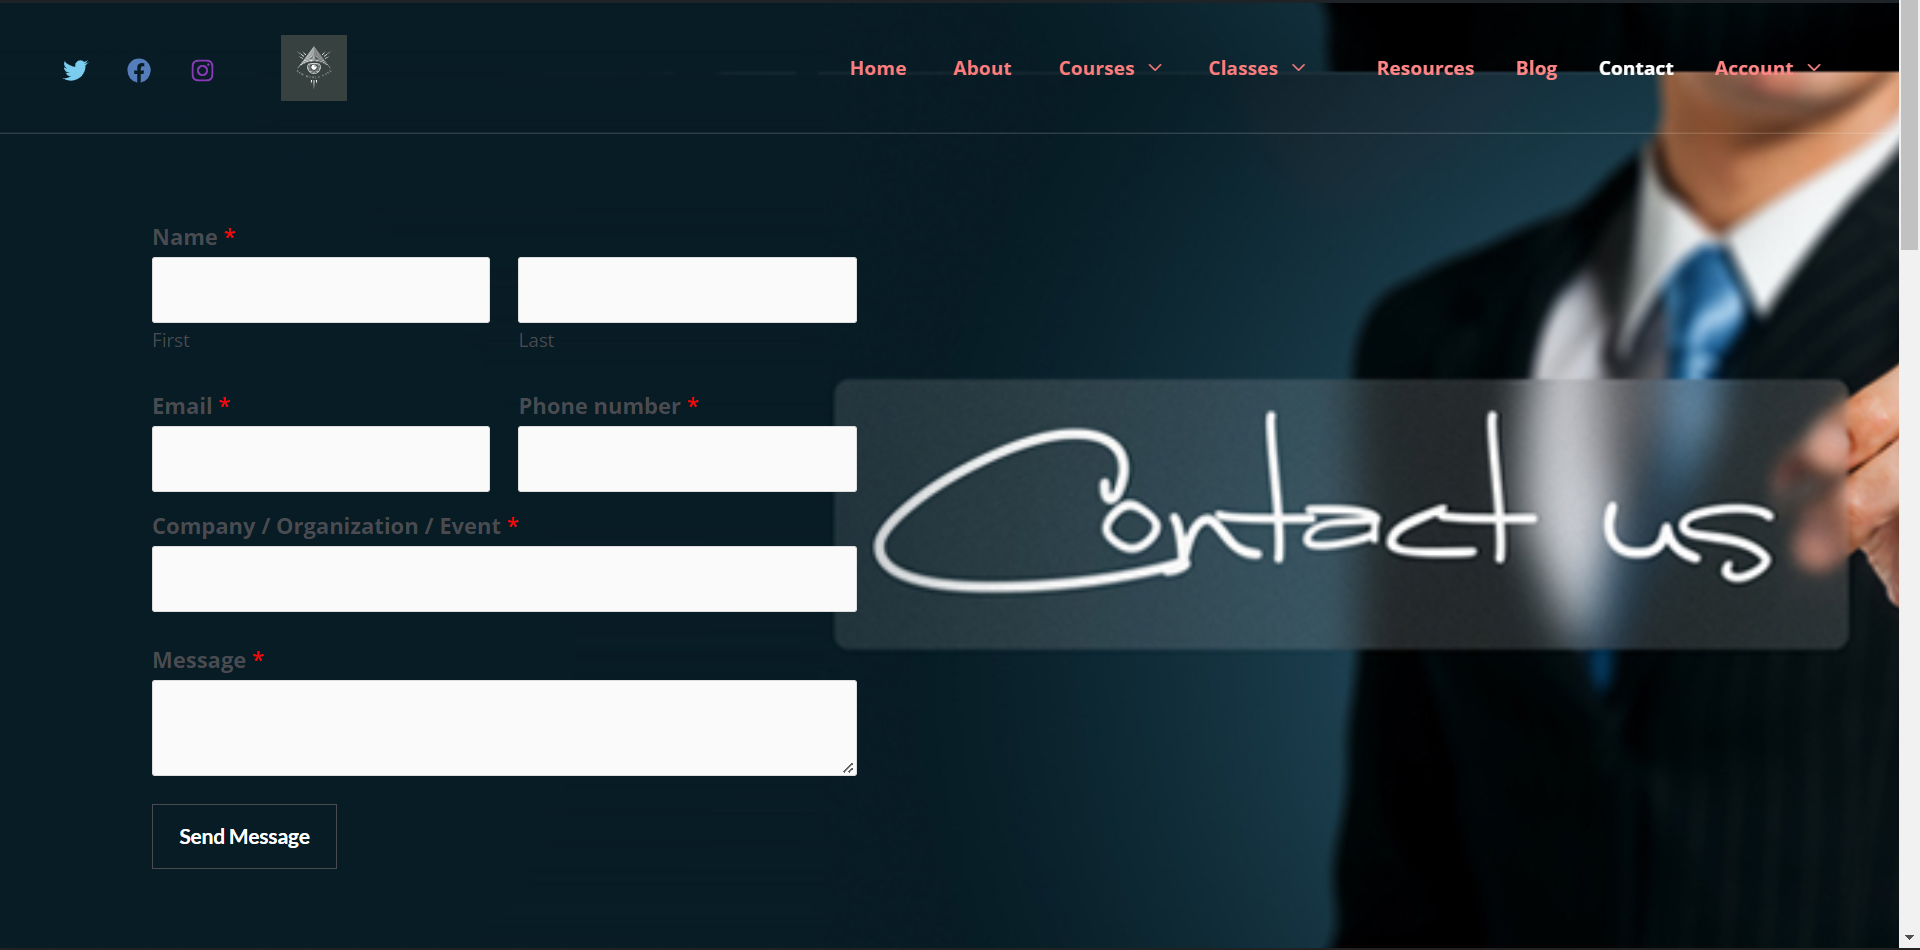 Home About Courses Classes Resources Blog Contact Account
Name *
First Last
Email * Phone number *
Company / Organization / Event *
Contact us
Message *
Send Message